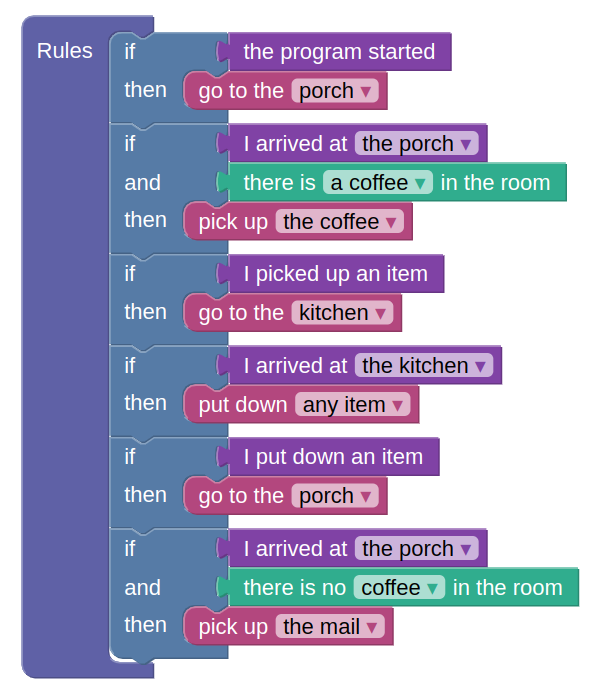 Rules if the program started
then go to the porch ▾
if I arrived at the porch ▾
and there is a coffee ▾ in the room
then pick up the coffee ▾
if I picked up an item
then go to the kitchen ▾
if I arrived at the kitchen ▾
then put down any item ▾
if I put down an item
then go to the porch ▾
if I arrived at the porch ▾
and there is no coffee ▾ in the room
then pick up the mail ▾